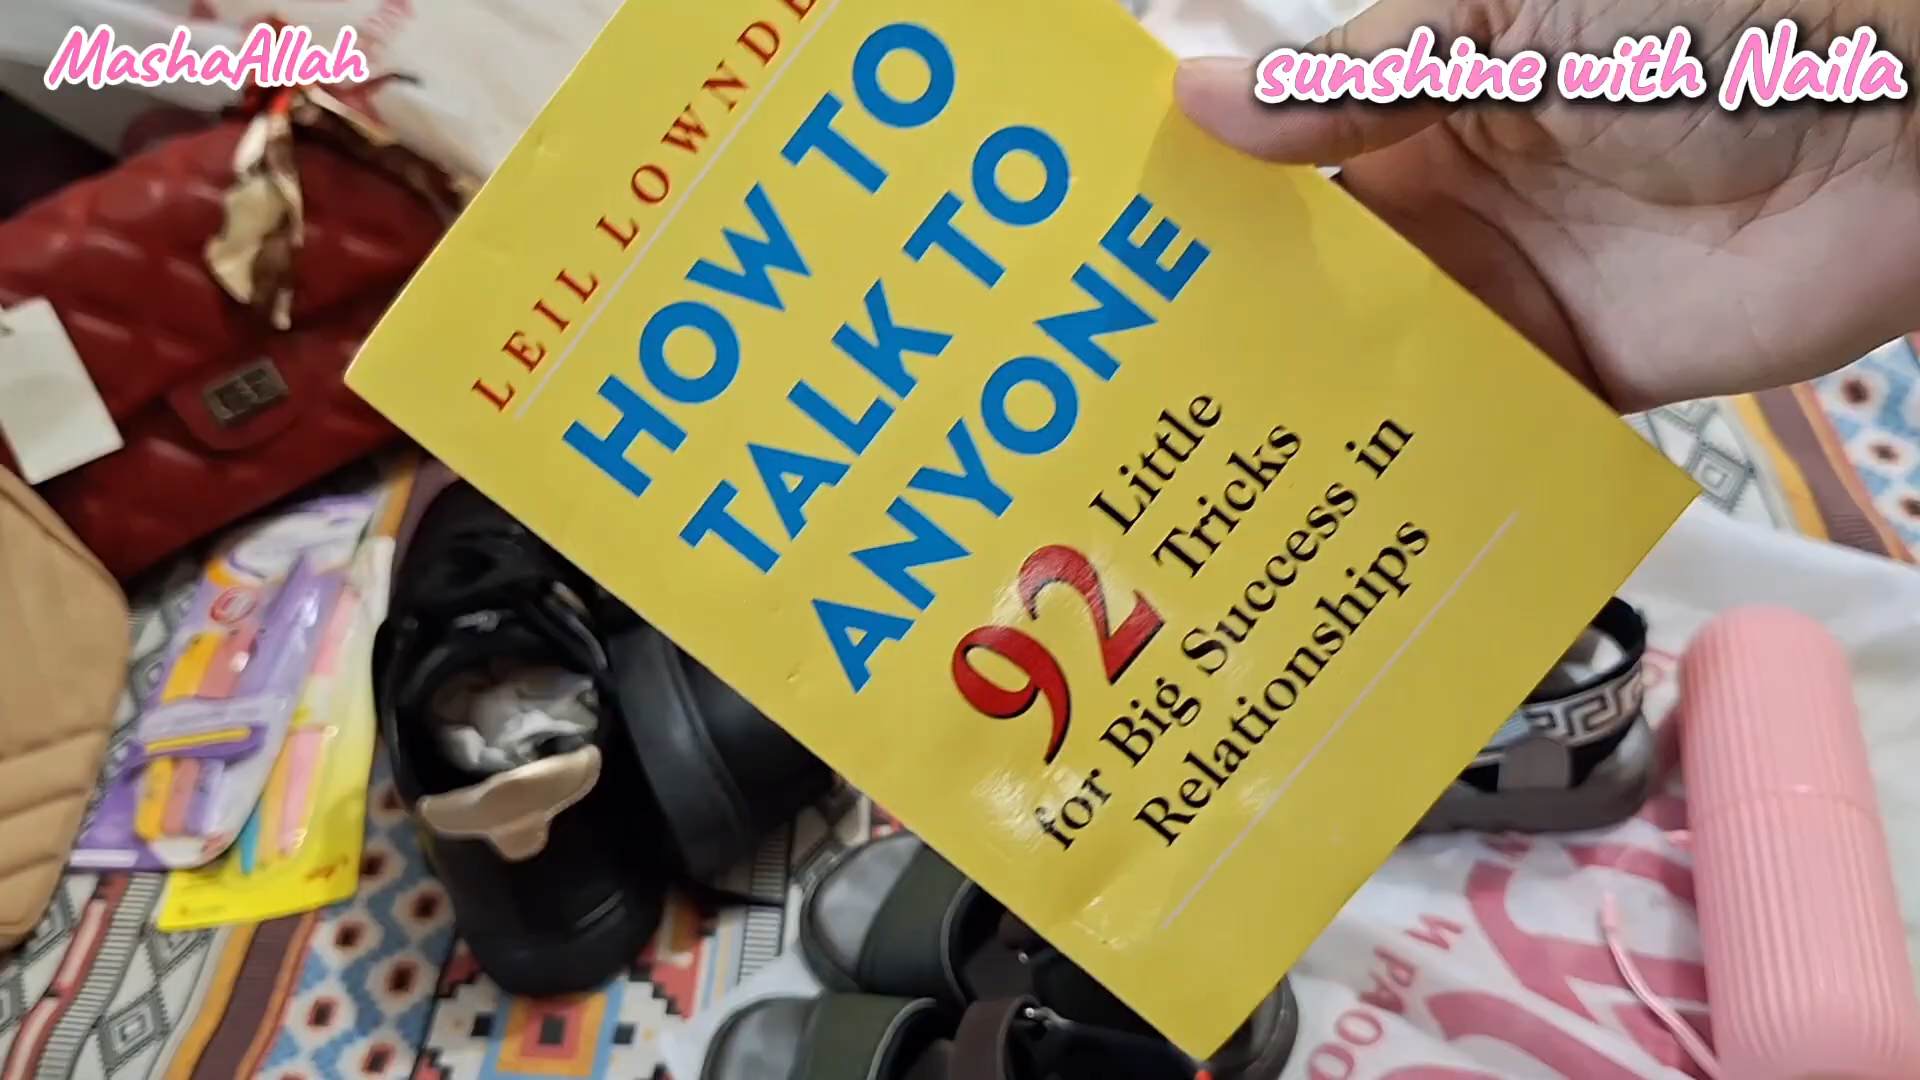 MashaAllah
sunshine with Naila
LEIL LOWNDE
HOW TO
TALK TO
ANYONE
92 Little
Tricks
for Big Success in
Relationships